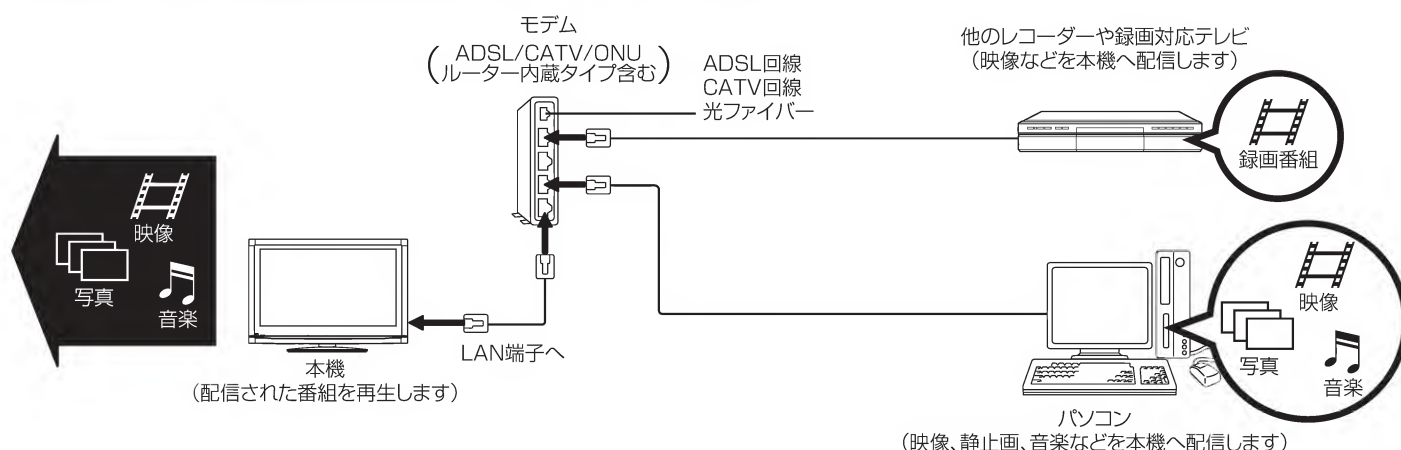 モデム
(ADSL/CATV/ONU
ルーター内蔵タイプ含む)
ADSL回線
CATV回線
光ファイバー
他のレコーダーや録画対応テレビ
(映像などを本機へ配信します)
録画番組
映像
写真
音楽
本機
(配信された番組を再生します)
LAN端子へ
映像
写真
音楽
パソコン
(映像、静止画、音楽などを本機へ配信します)